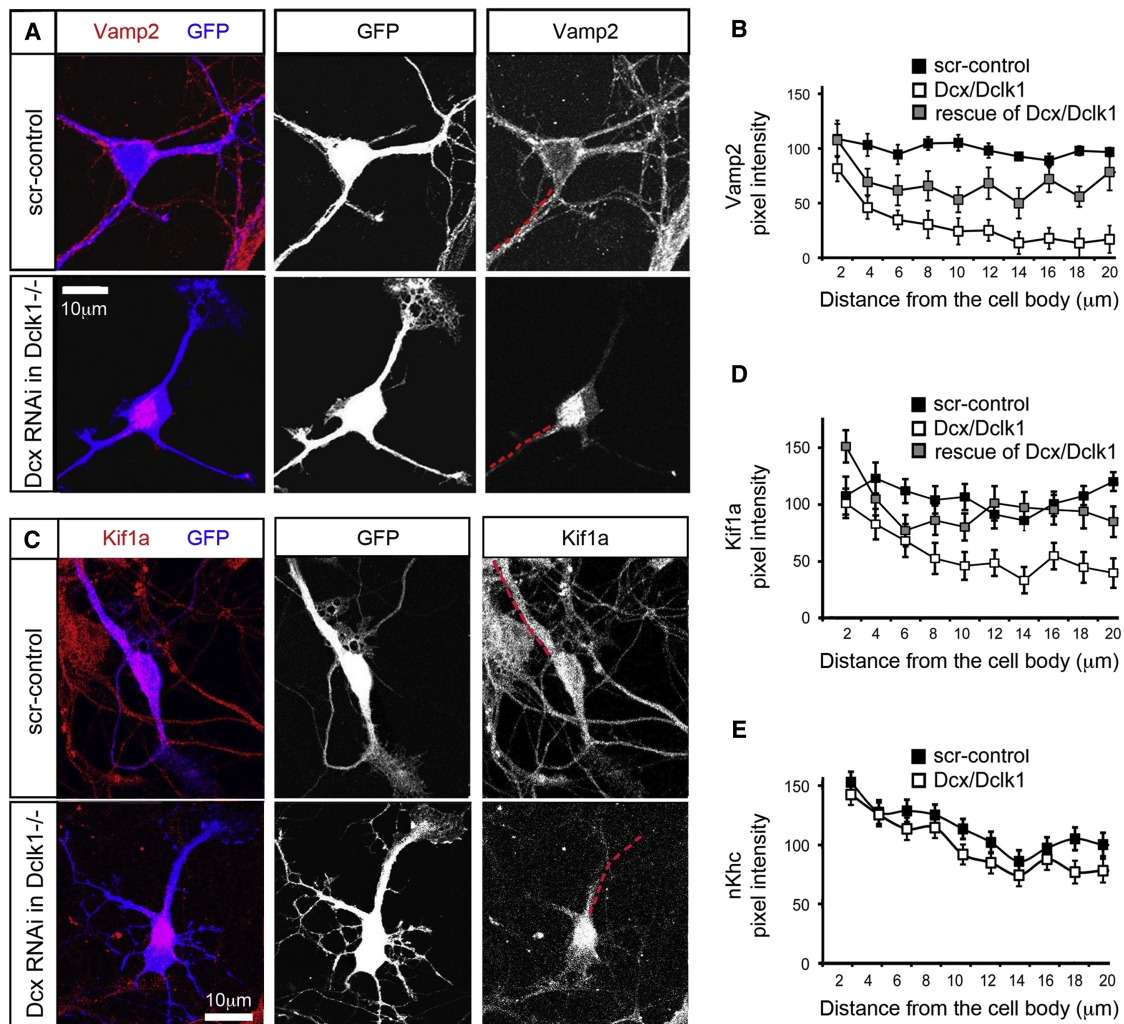 A
Vamp2 GFP
GFP
Vamp2
scr-control
Dcx RNAi in Dclk1-/-
10μm
B
scr-control
Dcx/Dclk1
rescue of Dcx/Dclk1
Vamp2
pixel intensity
150
100
50
0
2 4 6 8 10 12 14 16 18 20
Distance from the cell body (μm)
C
Kif1a GFP
GFP
Kif1a
scr-control
Dcx RNAi in Dclk1-/-
10μm
D
scr-control
Dcx/Dclk1
rescue of Dcx/Dclk1
Kif1a
pixel intensity
150
100
50
0
2 4 6 8 10 12 14 16 18 20
Distance from the cell body (μm)
E
scr-control
Dcx/Dclk1
nKhc
pixel intensity
150
100
50
0
2 4 6 8 10 12 14 16 18 20
Distance from the cell body (μm)